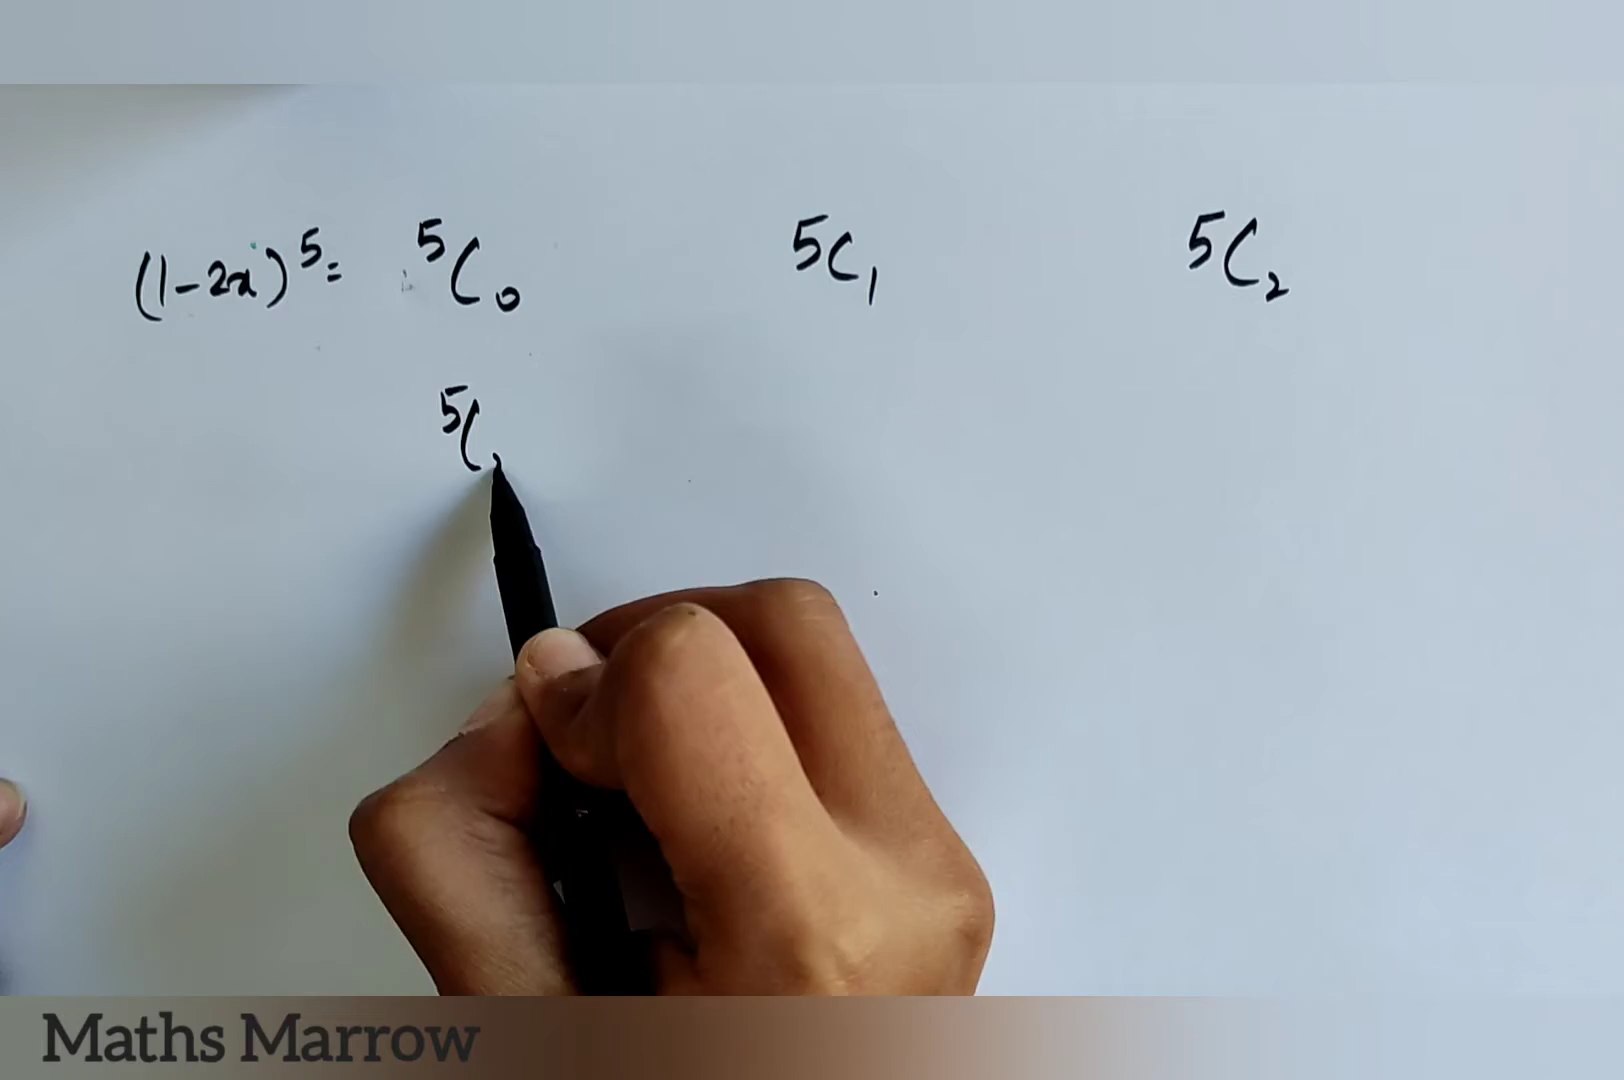 (1-2x)⁵= ⁵C₀ ⁵C₁ ⁵C₂
⁵C
Maths Marrow